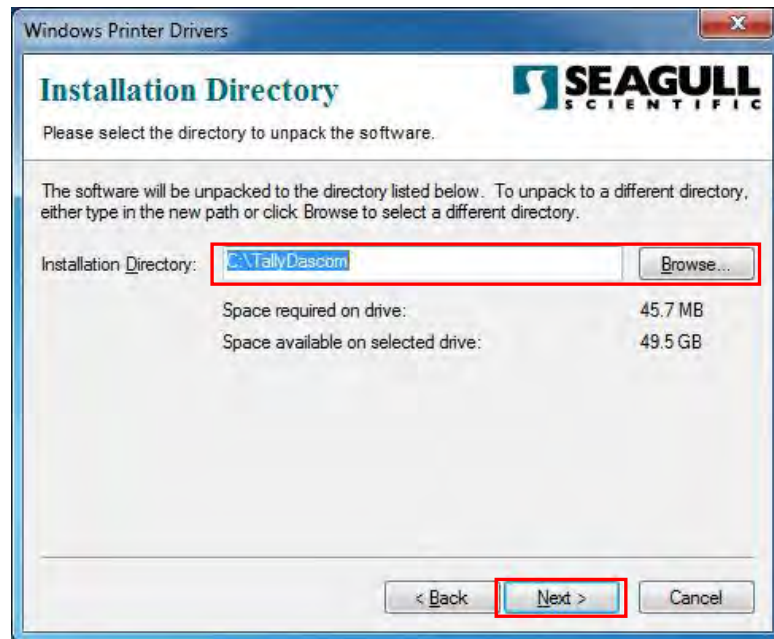 Windows Printer Drivers
Installation Directory
SEAGULL
SCIENTIFIC
Please select the directory to unpack the software.
The software will be unpacked to the directory listed below. To unpack to a different directory,
either type in the new path or click Browse to select a different directory.
Installation Directory: C:\TallyDascom Browse...
Space required on drive: 45.7 MB
Space available on selected drive: 49.5 GB
< Back Next > Cancel